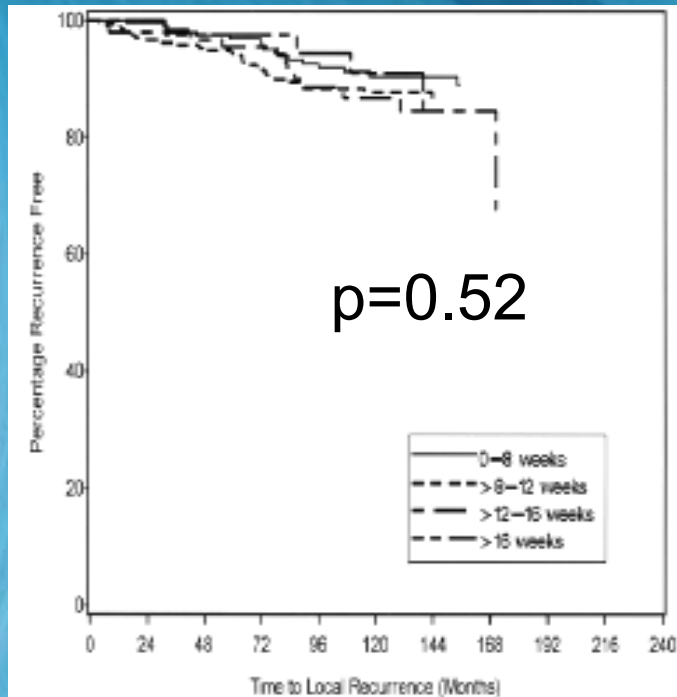 100
80
60
40
20
0
Percentage Recurrence Free
p=0.52
0-8 weeks
>8-12 weeks
>12-16 weeks
>16 weeks
0 24 48 72 96 120 144 168 192 216 240
Time to Local Recurrence (Months)